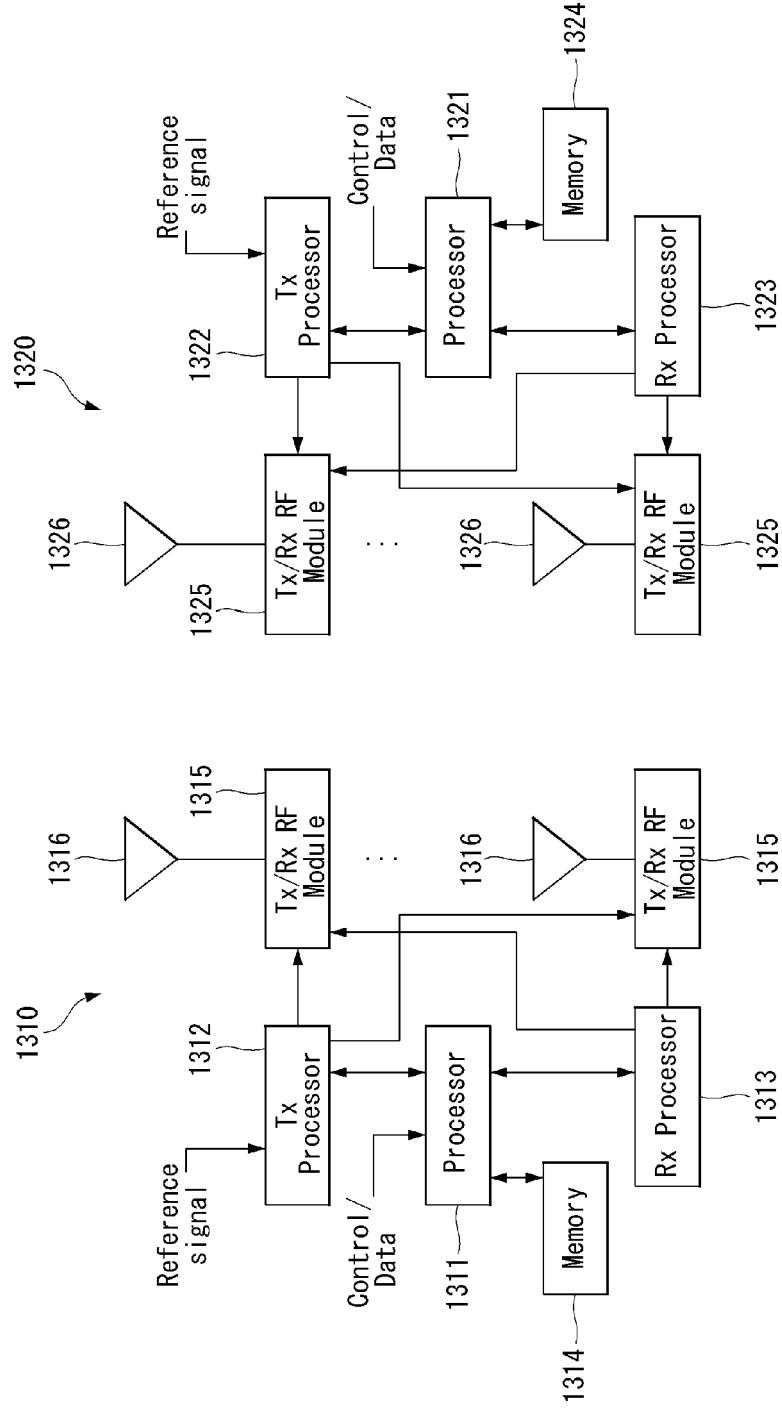 1310
1316
Reference
signal
1312
1315
Tx
Processor
Tx/Rx RF
Module
Control/
Data
...
Processor
1311
1316
Memory
1314
Rx Processor
1313
Tx/Rx RF
Module
1315
1320
1326
Reference
signal
1325
1322
Tx/Rx RF
Module
Tx
Processor
...
Control/
Data
Processor
1321
1326
Memory
1324
Tx/Rx RF
Module
1325
Rx Processor
1323